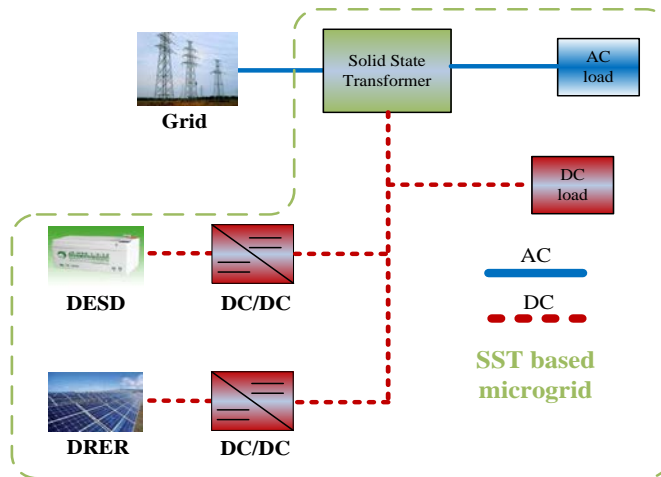 Solid State
Transformer
AC
load
Grid
DC
load
DESD
DC/DC
AC
DC
SST based
microgrid
DRER
DC/DC